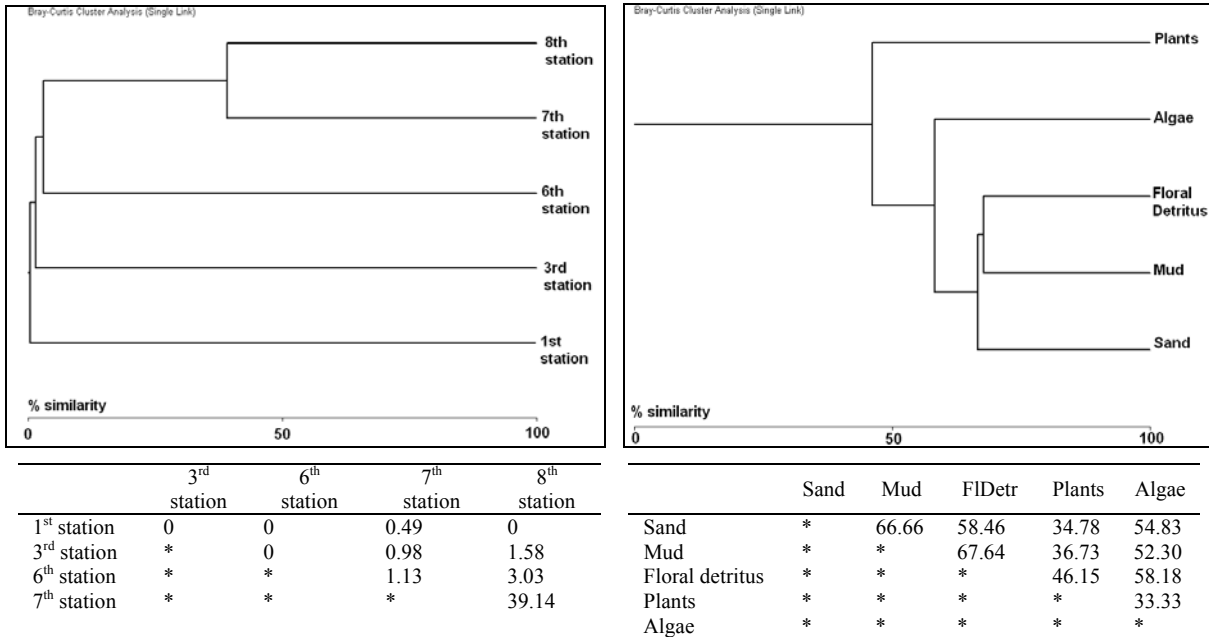 Bray-Curtis Cluster Analysis (Single Link)
8th
station
7th
station
6th
station
3rd
station
1st
station
% similarity
0 50 100
Bray-Curtis Cluster Analysis (Single Link)
Plants
Algae
Floral
Detritus
Mud
Sand
% similarity
0 50 100
3rd 6th 7th 8th
station station station station
1st station 0 0 0.49 0
3rd station * 0 0.98 1.58
6th station * * 1.13 3.03
7th station * * * 39.14
Sand Mud FlDetr Plants Algae
Sand * 66.66 58.46 34.78 54.83
Mud * * 67.64 36.73 52.30
Floral detritus * * * 46.15 58.18
Plants * * * * 33.33
Algae * * * * *